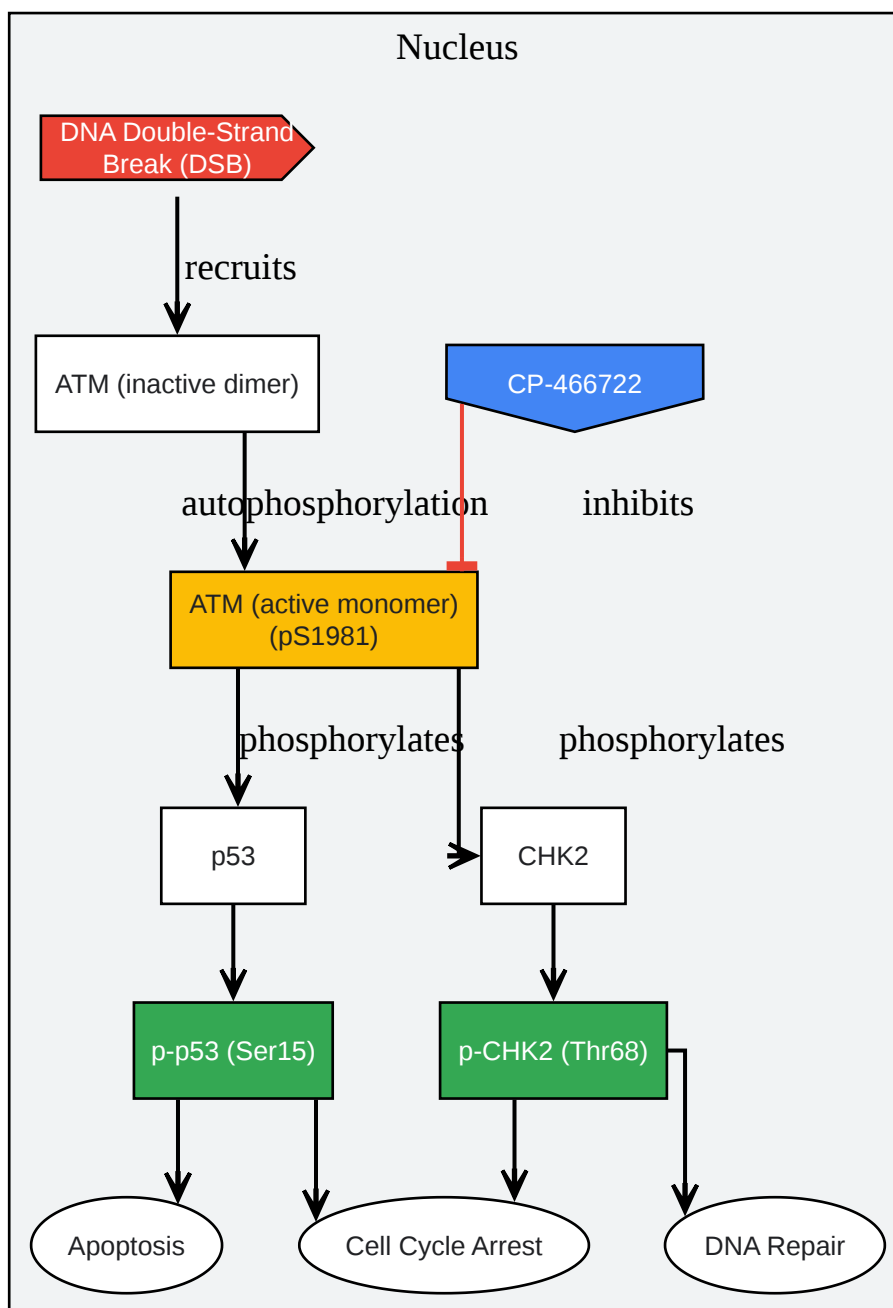 Nucleus
DNA Double-Strand
Break (DSB)
recruits
ATM (inactive dimer)
CP-466722
autophosphorylation
inhibits
ATM (active monomer)
(pS1981)
phosphorylates
phosphorylates
p53
CHK2
p-p53 (Ser15)
p-CHK2 (Thr68)
Apoptosis
Cell Cycle Arrest
DNA Repair